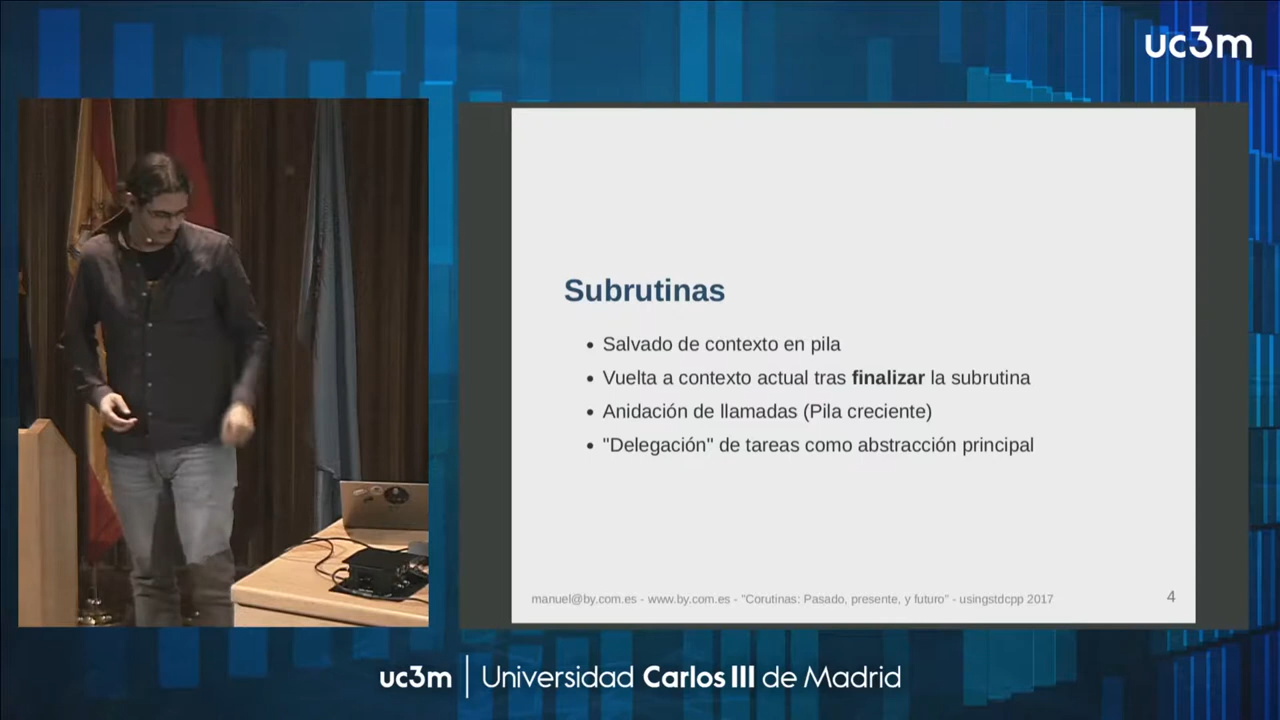 uc3m
Subrutinas
• Salvado de contexto en pila
• Vuelta a contexto actual tras finalizar la subrutina
• Anidación de llamadas (Pila creciente)
• "Delegación" de tareas como abstracción principal
manuel@by.com.es - www.by.com.es - "Corutinas: Pasado, presente, y futuro" - usingstdcpp 2017
4
uc3m | Universidad Carlos III de Madrid